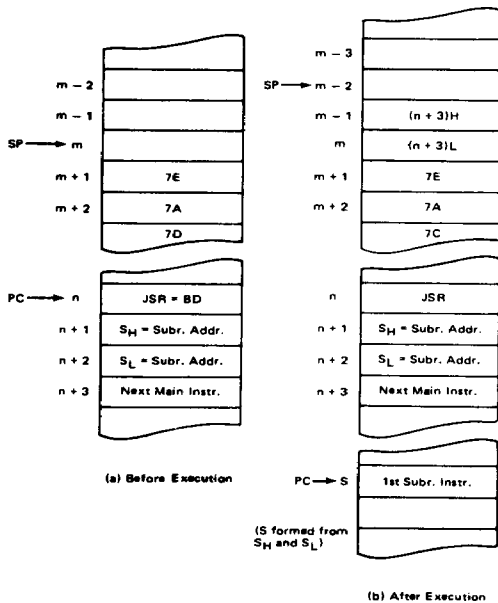 m – 2
m – 1
SP → m
m + 1 7E
m + 2 7A
7D
PC → n JSR = BD
n + 1 SH = Subr. Addr.
n + 2 SL = Subr. Addr.
n + 3 Next Main Instr.
(a) Before Execution
m – 3
SP → m – 2
m – 1 (n + 3)H
m (n + 3)L
m + 1 7E
m + 2 7A
7C
n JSR
n + 1 SH = Subr. Addr.
n + 2 SL = Subr. Addr.
n + 3 Next Main Instr.
PC → S 1st Subr. Instr.
(S formed from
SH and SL)
(b) After Execution